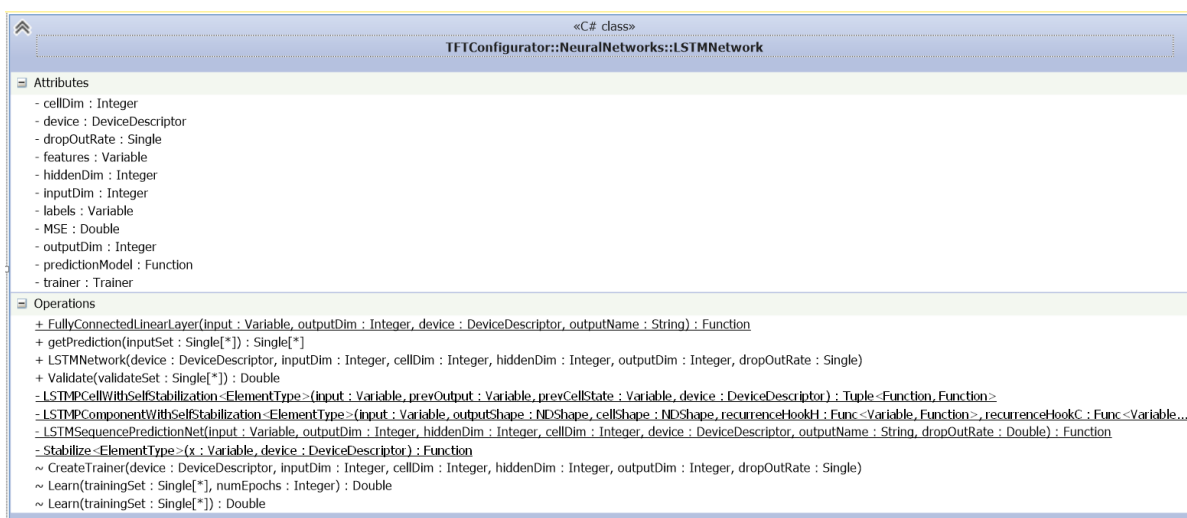 «C# class»
TFTConfigurator::NeuralNetworks::LSTMNetwork
Attributes
- cellDim : Integer
- device : DeviceDescriptor
- dropOutRate : Single
- features : Variable
- hiddenDim : Integer
- inputDim : Integer
- labels : Variable
- MSE : Double
- outputDim : Integer
- predictionModel : Function
- trainer : Trainer
Operations
+ FullyConnectedLinearLayer(input : Variable, outputDim : Integer, device : DeviceDescriptor, outputName : String) : Function
+ getPrediction(inputSet : Single[*]) : Single[*]
+ LSTMNetwork(device : DeviceDescriptor, inputDim : Integer, cellDim : Integer, hiddenDim : Integer, outputDim : Integer, dropOutRate : Single)
+ Validate(validateSet : Single[*]) : Double
- LSTMPCellWithSelfStabilization<ElementType>(input : Variable, prevOutput : Variable, prevCellState : Variable, device : DeviceDescriptor) : Tuple<Function, Function>
- LSTMPComponentWithSelfStabilization<ElementType>(input : Variable, outputShape : NDShape, cellShape : NDShape, recurrenceHookH : Func<Variable, Function>, recurrenceHookC : Func<Variable...
- LSTMSequencePredictionNet(input : Variable, outputDim : Integer, hiddenDim : Integer, cellDim : Integer, device : DeviceDescriptor, outputName : String, dropOutRate : Double) : Function
- Stabilize<ElementType>(x : Variable, device : DeviceDescriptor) : Function
~ CreateTrainer(device : DeviceDescriptor, inputDim : Integer, cellDim : Integer, hiddenDim : Integer, outputDim : Integer, dropOutRate : Single)
~ Learn(trainingSet : Single[*], numEpochs : Integer) : Double
~ Learn(trainingSet : Single[*]) : Double